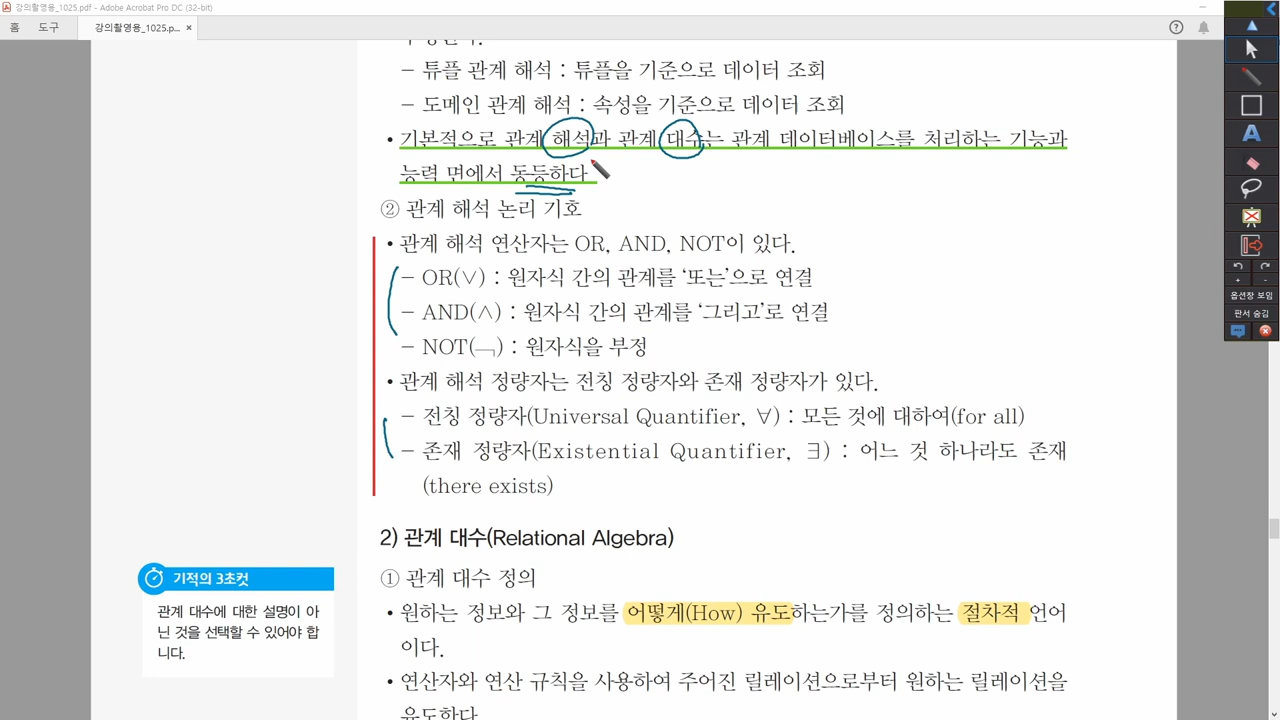 강의촬영용_1025.pdf - Adobe Acrobat Pro DC (32-bit)
홈 도구 강의촬영용_1025.p... ×
– 튜플 관계 해석 : 튜플을 기준으로 데이터 조회
– 도메인 관계 해석 : 속성을 기준으로 데이터 조회
• 기본적으로 관계 해석과 관계 대수는 관계 데이터베이스를 처리하는 기능과
능력 면에서 동등하다
② 관계 해석 논리 기호
• 관계 해석 연산자는 OR, AND, NOT이 있다.
– OR(∨) : 원자식 간의 관계를 ‘또는’으로 연결
– AND(∧) : 원자식 간의 관계를 ‘그리고’로 연결
– NOT(﹁) : 원자식을 부정
• 관계 해석 정량자는 전칭 정량자와 존재 정량자가 있다.
– 전칭 정량자(Universal Quantifier, ∀) : 모든 것에 대하여(for all)
– 존재 정량자(Existential Quantifier, ∃) : 어느 것 하나라도 존재
(there exists)
2) 관계 대수(Relational Algebra)
① 관계 대수 정의
• 원하는 정보와 그 정보를 어떻게(How) 유도하는가를 정의하는 절차적 언어
이다.
• 연산자와 연산 규칙을 사용하여 주어진 릴레이션으로부터 원하는 릴레이션을
유도한다
기적의 3초컷
관계 대수에 대한 설명이 아
닌 것을 선택할 수 있어야 합
니다.
A
옵션창 보임
판서 숨김